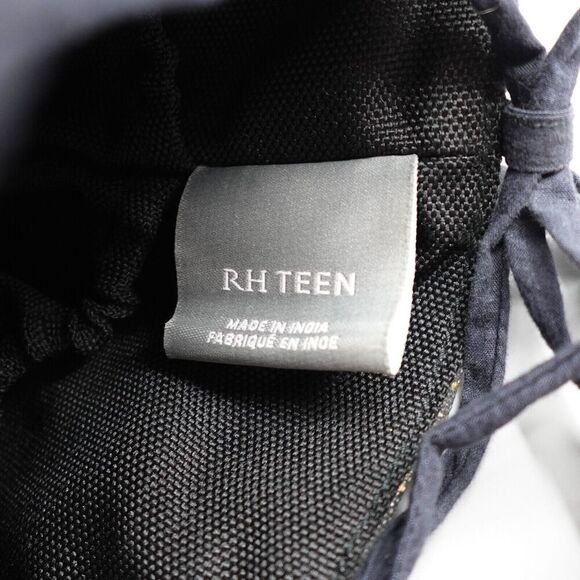 RH TEEN
MADE IN INDIA
FABRIQUÉ EN INDE